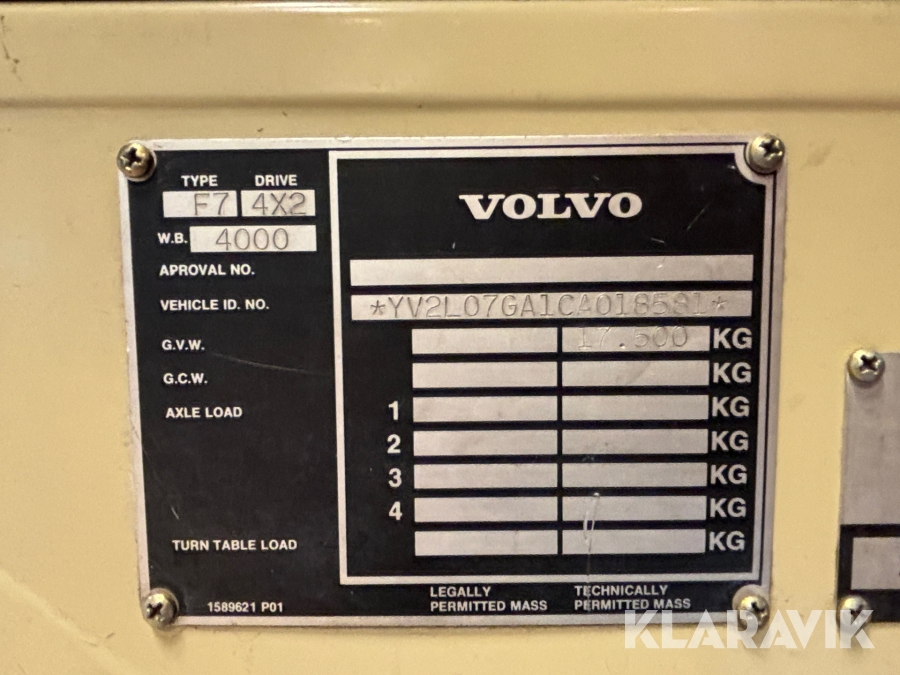 TYPE DRIVE
F7 4X2
W.B. 4000
VOLVO
APROVAL NO.
VEHICLE ID. NO. *YV2L07GA1CA018581*
G.V.W. 17.500 KG
G.C.W. KG
AXLE LOAD 1 KG
2 KG
3 KG
4 KG
TURN TABLE LOAD KG
LEGALLY PERMITTED MASS
TECHNICALLY PERMITTED MASS
1589621 P01
KLARAVIK